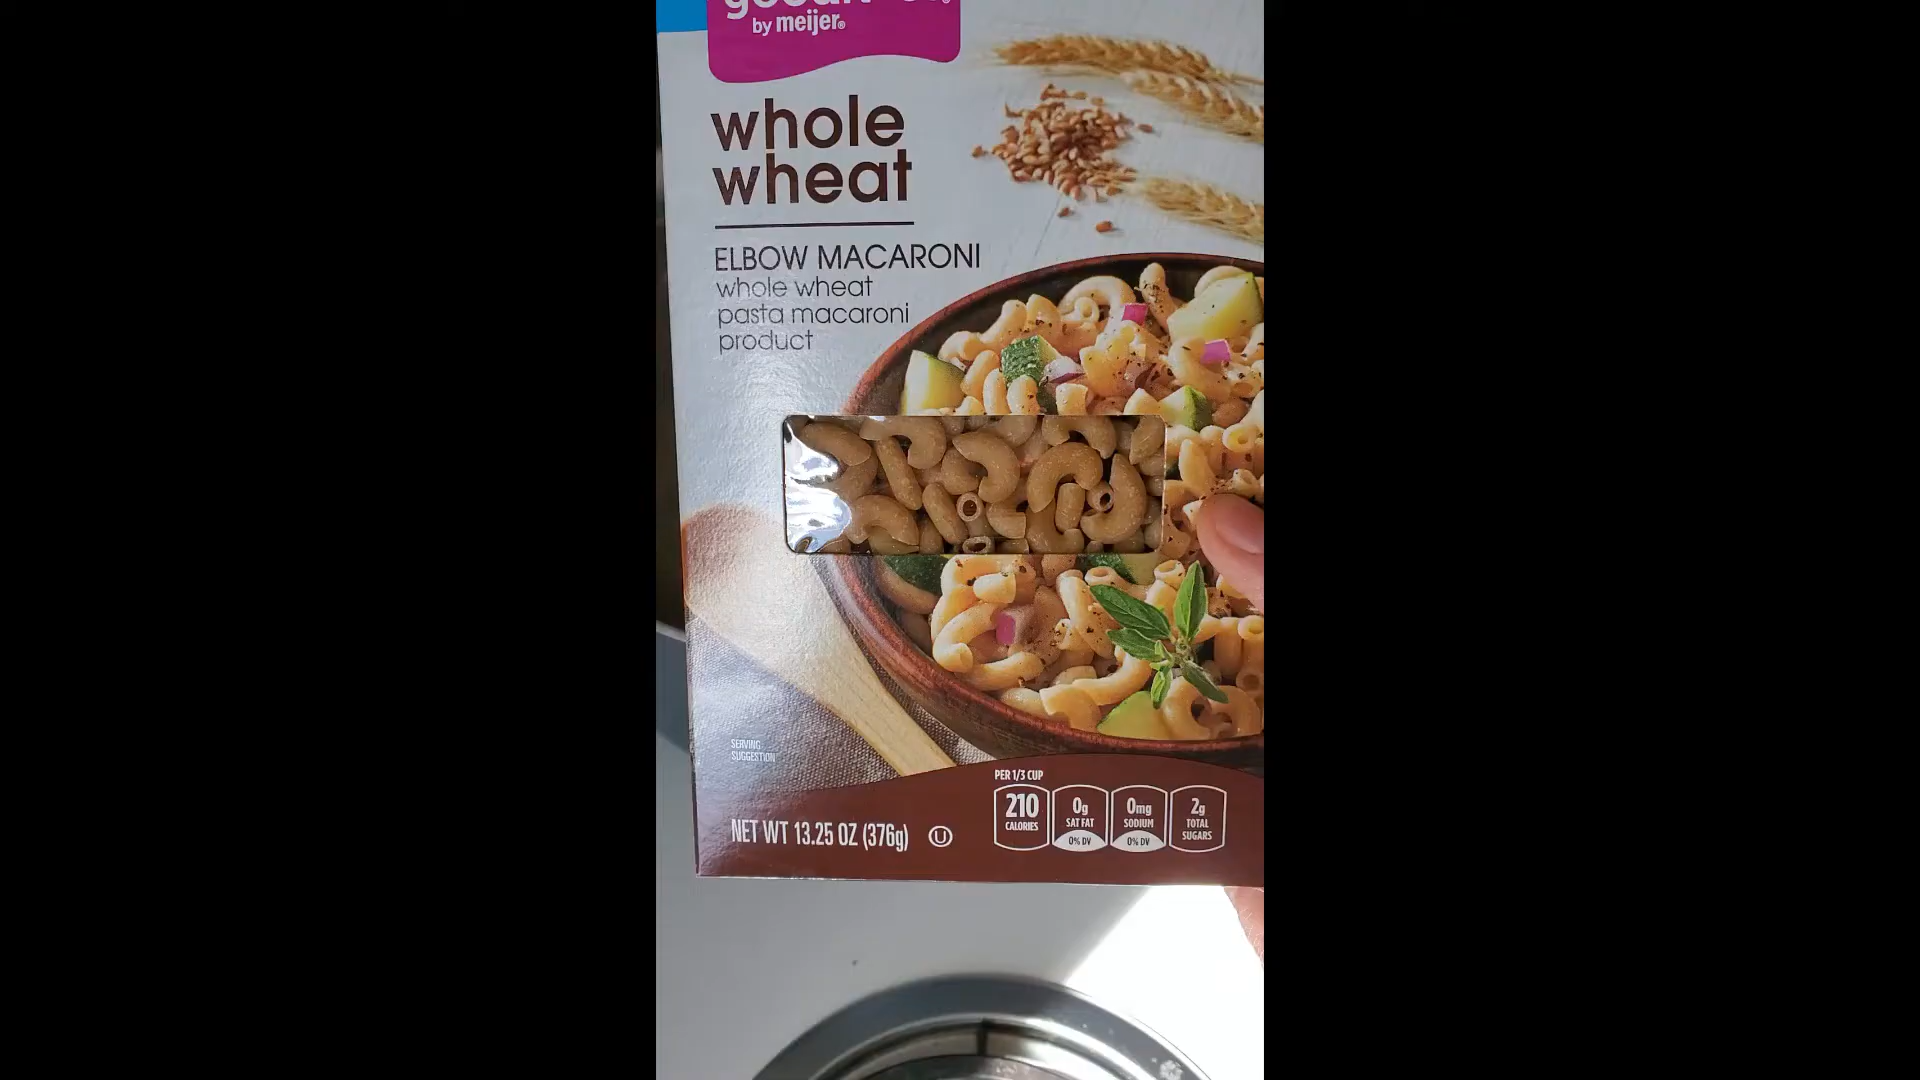 by meijer®
whole
wheat
ELBOW MACARONI
whole wheat
pasta macaroni
product
SERVING
SUGGESTION
PER 1/3 CUP
210
CALORIES
0g
SAT FAT
0% DV
0mg
SODIUM
0% DV
2g
TOTAL
SUGARS
NET WT 13.25 OZ (376g) U